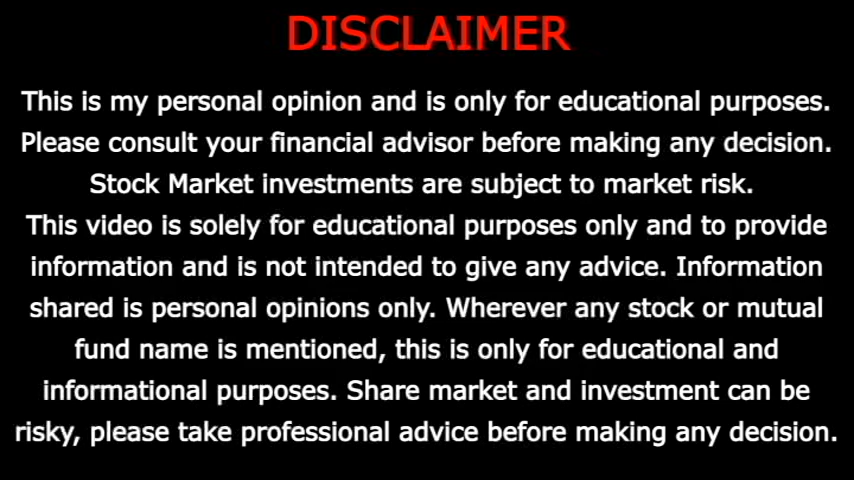 DISCLAIMER
This is my personal opinion and is only for educational purposes.
Please consult your financial advisor before making any decision.
Stock Market investments are subject to market risk.
This video is solely for educational purposes only and to provide
information and is not intended to give any advice. Information
shared is personal opinions only. Wherever any stock or mutual
fund name is mentioned, this is only for educational and
informational purposes. Share market and investment can be
risky, please take professional advice before making any decision.